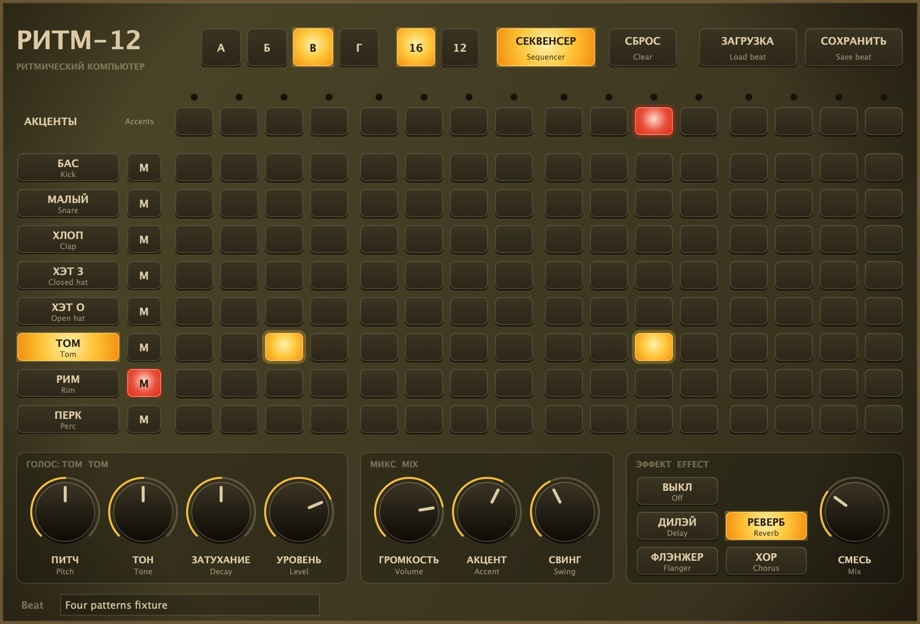 РИТМ-12
РИТМИЧЕСКИЙ КОМПЬЮТЕР
А Б В Г 16 12
СЕКВЕНСЕР
Sequencer
СБРОС
Clear
ЗАГРУЗКА
Load beat
СОХРАНИТЬ
Save beat
АКЦЕНТЫ Accents
БАС
Kick
M
МАЛЫЙ
Snare
M
ХЛОП
Clap
M
ХЭТ З
Closed hat
M
ХЭТ О
Open hat
M
ТОМ
Tom
M
РИМ
Rim
M
ПЕРК
Perc
M
ГОЛОС: ТОМ TOM
ПИТЧ
Pitch
ТОН
Tone
ЗАТУХАНИЕ
Decay
УРОВЕНЬ
Level
МИКС MIX
ГРОМКОСТЬ
Volume
АКЦЕНТ
Accent
СВИНГ
Swing
ЭФФЕКТ EFFECT
ВЫКЛ
Off
ДИЛЭЙ
Delay
РЕВЕРБ
Reverb
ФЛЭНЖЕР
Flanger
ХОР
Chorus
СМЕСЬ
Mix
Beat Four patterns fixture